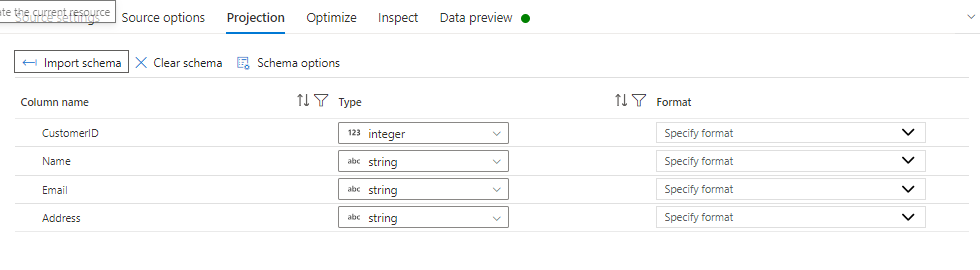 ate the current resource
Source settings Source options Projection Optimize Inspect Data preview
Import schema Clear schema Schema options
Column name Type Format
CustomerID 123 integer Specify format
Name abc string Specify format
Email abc string Specify format
Address abc string Specify format